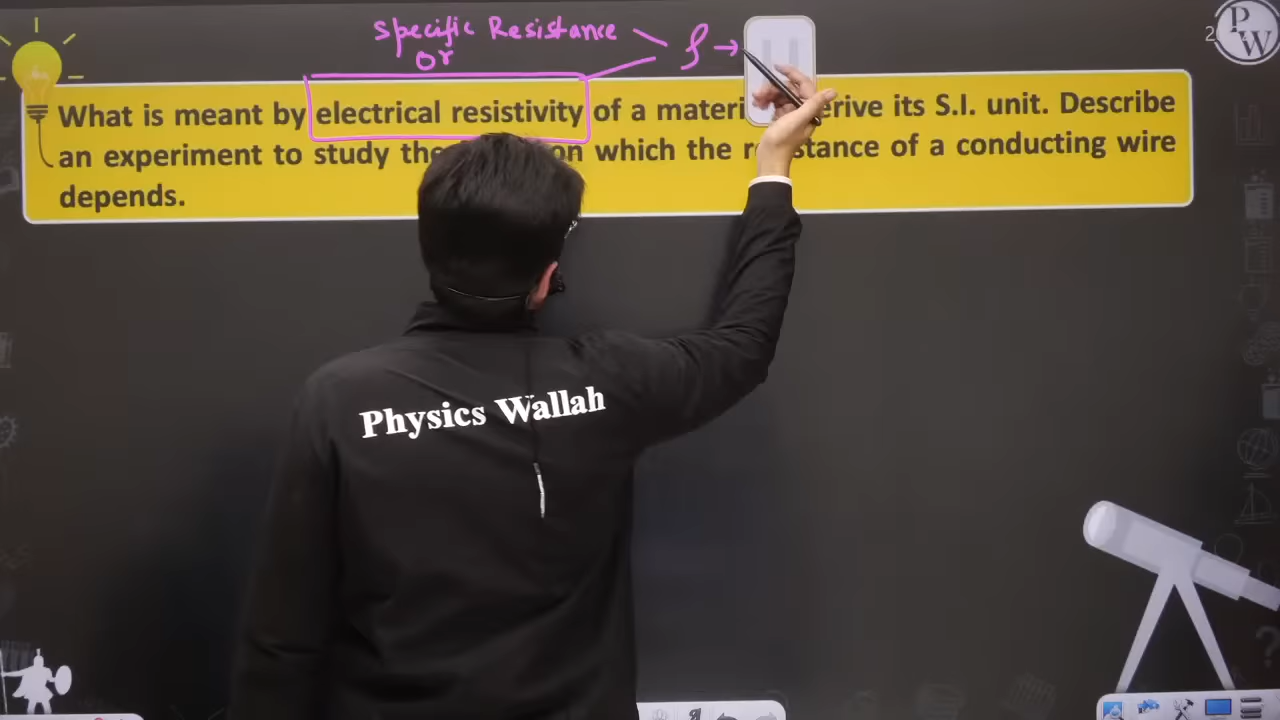 Specific Resistance
or
ρ →
What is meant by electrical resistivity of a materi erive its S.I. unit. Describe
an experiment to study the on which the r stance of a conducting wire
depends.
Physics Wallah
P
W